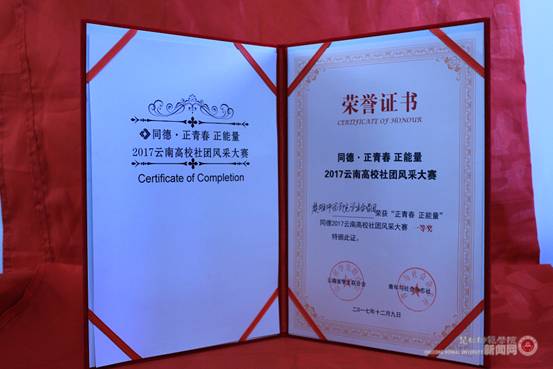 同德·正青春 正能量
2017云南高校社团风采大赛
Certificate of Completion
荣誉证书
CERTIFICATE OF HONOUR
同德·正青春 正能量
2017云南高校社团风采大赛
荣获“正青春 正能量”
同德2017云南高校社团风采大赛 一等奖
特颁此证。
二〇一七年十二月九日
新闻网